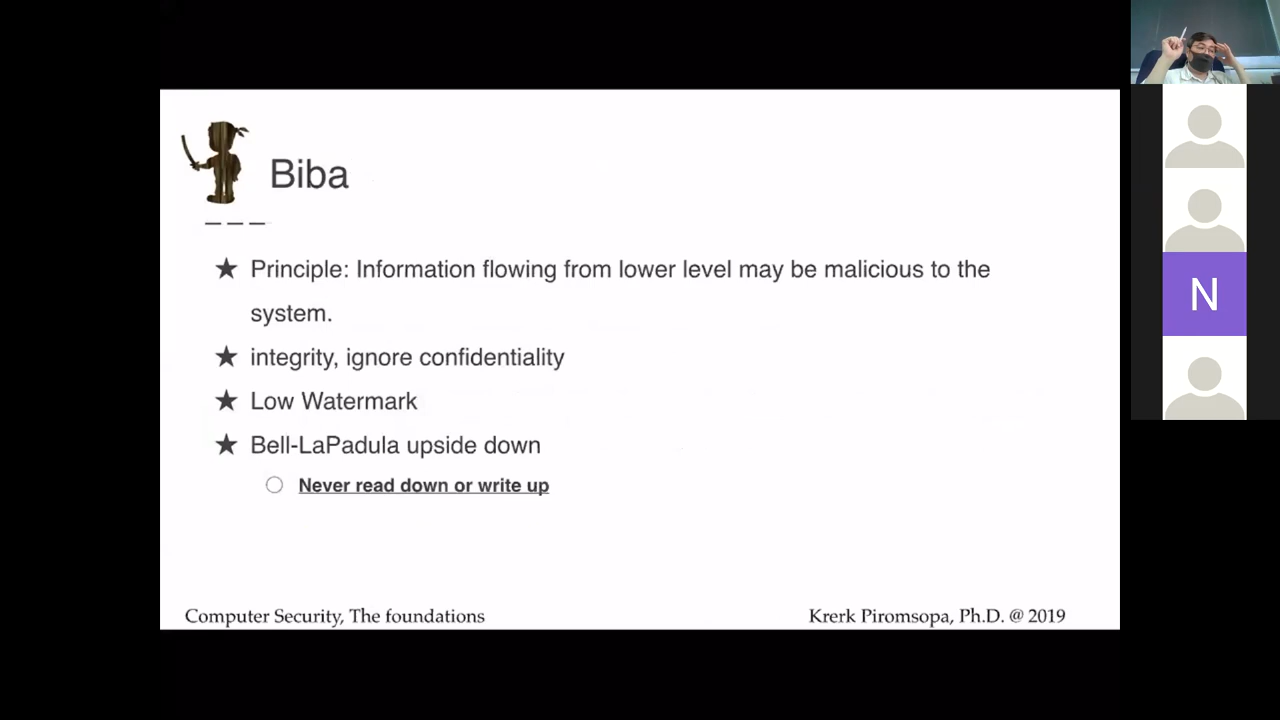 Biba
★ Principle: Information flowing from lower level may be malicious to the
system.
★ integrity, ignore confidentiality
★ Low Watermark
★ Bell-LaPadula upside down
○ Never read down or write up
Computer Security, The foundations
Krerk Piromsopa, Ph.D. @ 2019
N